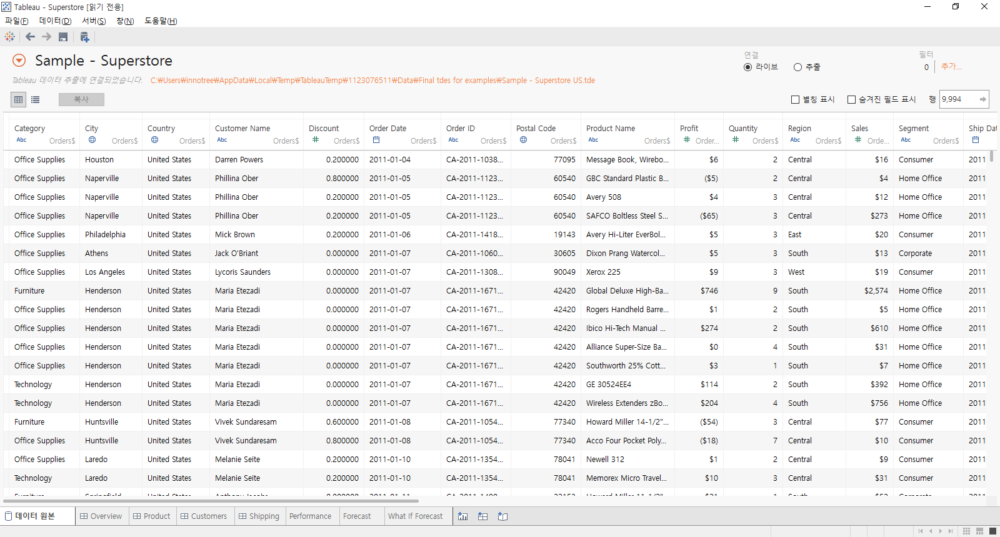 Tableau - Superstore [읽기 전용]
파일(F) 데이터(D) 서버(S) 창(N) 도움말(H)
Sample - Superstore
연결
라이브 추출
필터
0 추가...
Tableau 데이터 추출에 연결되었습니다. C:₩Users₩innotree₩AppData₩Local₩Temp₩TableauTemp₩1123076511₩Data₩Final tdes for examples₩Sample - Superstore US.tde
복사 별칭 표시 숨겨진 필드 표시 행 9,994
Category City Country Customer Name Discount Order Date Order ID Postal Code Product Name Profit Quantity Region Sales Segment Ship Dat
Abc Orders$ Orders$ Orders$ Abc Orders$ # Orders$ Orders$ Abc Orders$ Orders$ Abc Orders$ # Order... # Orders$ Abc Orders$ # Orde... Abc Orders$
Office Supplies Houston United States Darren Powers 0.200000 2011-01-04 CA-2011-1038... 77095 Message Book, Wirebo... $6 2 Central $16 Consumer 2011
Office Supplies Naperville United States Phillina Ober 0.800000 2011-01-05 CA-2011-1123... 60540 GBC Standard Plastic B... ($5) 2 Central $4 Home Office 2011
Office Supplies Naperville United States Phillina Ober 0.200000 2011-01-05 CA-2011-1123... 60540 Avery 508 $4 3 Central $12 Home Office 2011
Office Supplies Naperville United States Phillina Ober 0.200000 2011-01-05 CA-2011-1123... 60540 SAFCO Boltless Steel S... ($65) 3 Central $273 Home Office 2011
Office Supplies Philadelphia United States Mick Brown 0.200000 2011-01-06 CA-2011-1418... 19143 Avery Hi-Liter EverBol... $5 3 East $20 Consumer 2011
Office Supplies Athens United States Jack O'Briant 0.000000 2011-01-07 CA-2011-1060... 30605 Dixon Prang Watercol... $5 3 South $13 Corporate 2011
Office Supplies Los Angeles United States Lycoris Saunders 0.000000 2011-01-07 CA-2011-1308... 90049 Xerox 225 $9 3 West $19 Consumer 2011
Furniture Henderson United States Maria Etezadi 0.000000 2011-01-07 CA-2011-1671... 42420 Global Deluxe High-Ba... $746 9 South $2,574 Home Office 2011
Office Supplies Henderson United States Maria Etezadi 0.000000 2011-01-07 CA-2011-1671... 42420 Rogers Handheld Barre... $1 2 South $5 Home Office 2011
Office Supplies Henderson United States Maria Etezadi 0.000000 2011-01-07 CA-2011-1671... 42420 Ibico Hi-Tech Manual ... $274 2 South $610 Home Office 2011
Office Supplies Henderson United States Maria Etezadi 0.000000 2011-01-07 CA-2011-1671... 42420 Alliance Super-Size Ba... $0 4 South $31 Home Office 2011
Office Supplies Henderson United States Maria Etezadi 0.000000 2011-01-07 CA-2011-1671... 42420 Southworth 25% Cott... $3 1 South $7 Home Office 2011
Technology Henderson United States Maria Etezadi 0.000000 2011-01-07 CA-2011-1671... 42420 GE 30524EE4 $114 2 South $392 Home Office 2011
Technology Henderson United States Maria Etezadi 0.000000 2011-01-07 CA-2011-1671... 42420 Wireless Extenders zBo... $204 4 South $756 Home Office 2011
Furniture Huntsville United States Vivek Sundaresam 0.600000 2011-01-08 CA-2011-1054... 77340 Howard Miller 14-1/2"... ($54) 3 Central $77 Consumer 2011
Office Supplies Huntsville United States Vivek Sundaresam 0.800000 2011-01-08 CA-2011-1054... 77340 Acco Four Pocket Poly... ($18) 7 Central $10 Consumer 2011
Office Supplies Laredo United States Melanie Seite 0.200000 2011-01-10 CA-2011-1354... 78041 Newell 312 $1 2 Central $9 Consumer 2011
Technology Laredo United States Melanie Seite 0.200000 2011-01-10 CA-2011-1354... 78041 Memorex Micro Travel... $10 3 Central $31 Consumer 2011
데이터 원본 Overview Product Customers Shipping Performance Forecast What If Forecast